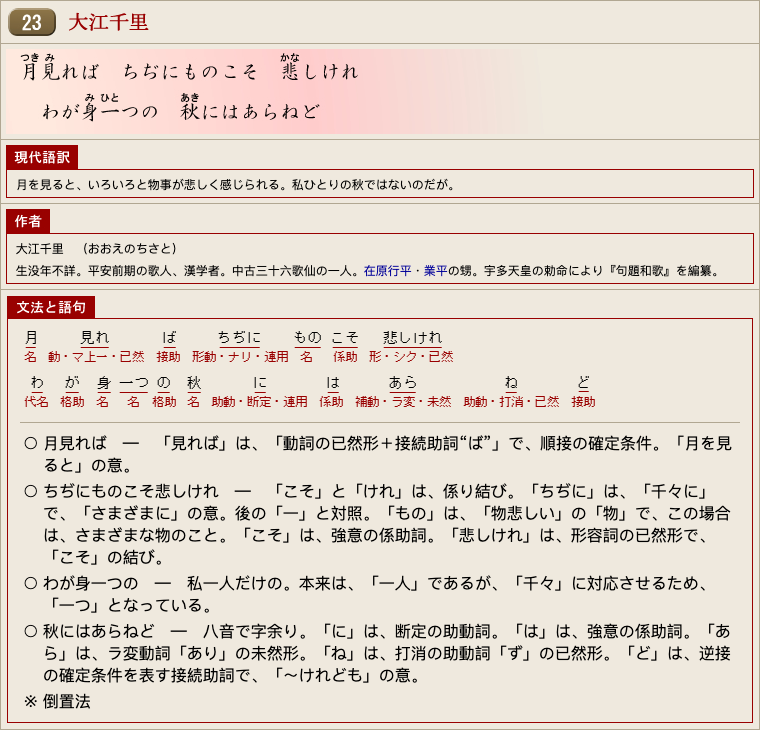 23 大江千里
つき み かな
月見れば ちぢにものこそ 悲しけれ
み ひと あき
わが身一つの 秋にはあらねど
現代語訳
月を見ると、いろいろと物事が悲しく感じられる。私ひとりの秋ではないのだが。
作者
大江千里 （おおえのちさと）
生没年不詳。平安前期の歌人、漢学者。中古三十六歌仙の一人。在原行平・業平の甥。宇多天皇の勅命により『句題和歌』を編纂。
文法と語句
月 見れ ば ちぢに もの こそ 悲しけれ
名 動・マ上一・已然 接助 形動・ナリ・連用 名 係助 形・シク・已然
わ が 身 一つ の 秋 に は あら ね ど
代名 格助 名 名 格助 名 助動・断定・連用 係助 補動・ラ変・未然 助動・打消・已然 接助
○ 月見れば ― 「見れば」は、「動詞の已然形＋接続助詞“ば”」で、順接の確定条件。「月を見
ると」の意。
○ ちぢにものこそ悲しけれ ― 「こそ」と「けれ」は、係り結び。「ちぢに」は、「千々に」
で、「さまざまに」の意。後の「一」と対照。「もの」は、「物悲しい」の「物」で、この場合
は、さまざまな物のこと。「こそ」は、強意の係助詞。「悲しけれ」は、形容詞の已然形で、
「こそ」の結び。
○ わが身一つの ― 私一人だけの。本来は、「一人」であるが、「千々」に対応させるため、
「一つ」となっている。
○ 秋にはあらねど ― 八音で字余り。「に」は、断定の助動詞。「は」は、強意の係助詞。「あ
ら」は、ラ変動詞「あり」の未然形。「ね」は、打消の助動詞「ず」の已然形。「ど」は、逆接
の確定条件を表す接続助詞で、「～けれども」の意。
※ 倒置法